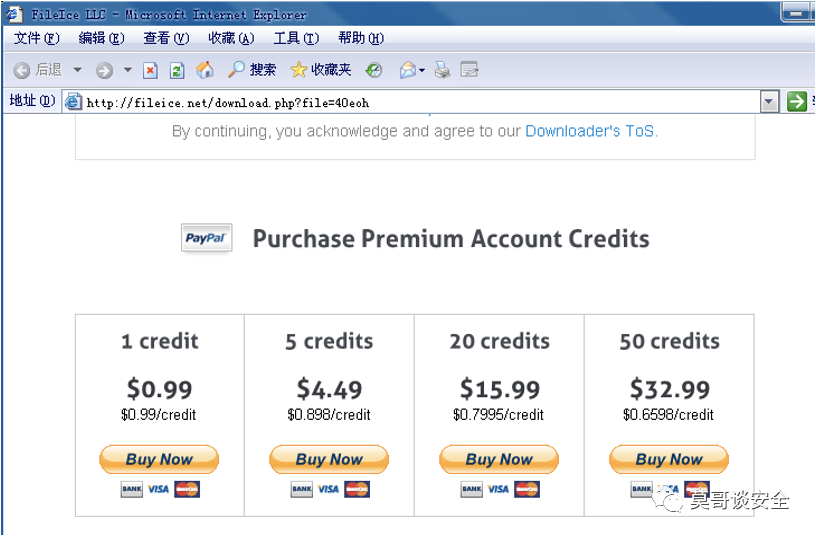 FileIce LLC - Microsoft Internet Explorer
文件(F) 编辑(E) 查看(V) 收藏(A) 工具(T) 帮助(H)
后退 搜索 收藏夹
地址(D) http://fileice.net/download.php?file=40eoh
By continuing, you acknowledge and agree to our Downloader's ToS.
PayPal Purchase Premium Account Credits
1 credit 5 credits 20 credits 50 credits
$0.99 $4.49 $15.99 $32.99
$0.99/credit $0.898/credit $0.7995/credit $0.6598/credit
Buy Now Buy Now Buy Now Buy Now
BANK VISA MasterCard BANK VISA MasterCard BANK VISA MasterCard BANK
莫哥谈安全